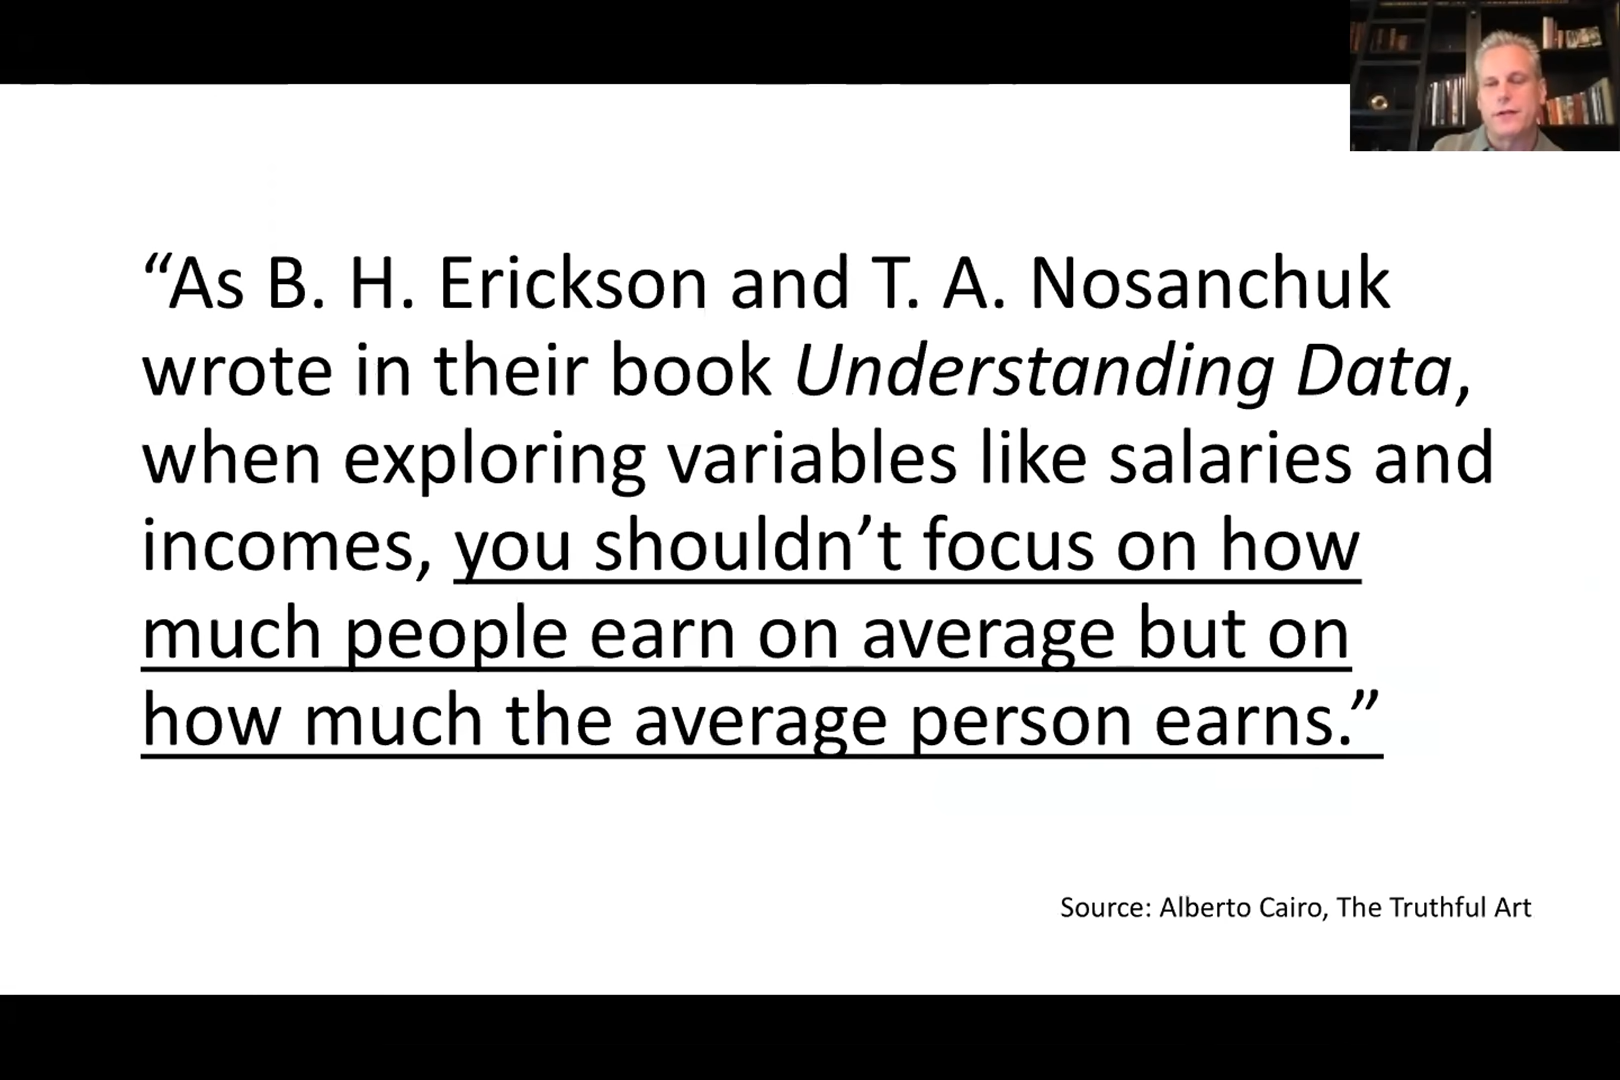 “As B. H. Erickson and T. A. Nosanchuk
wrote in their book Understanding Data,
when exploring variables like salaries and
incomes, you shouldn’t focus on how
much people earn on average but on
how much the average person earns.”
Source: Alberto Cairo, The Truthful Art